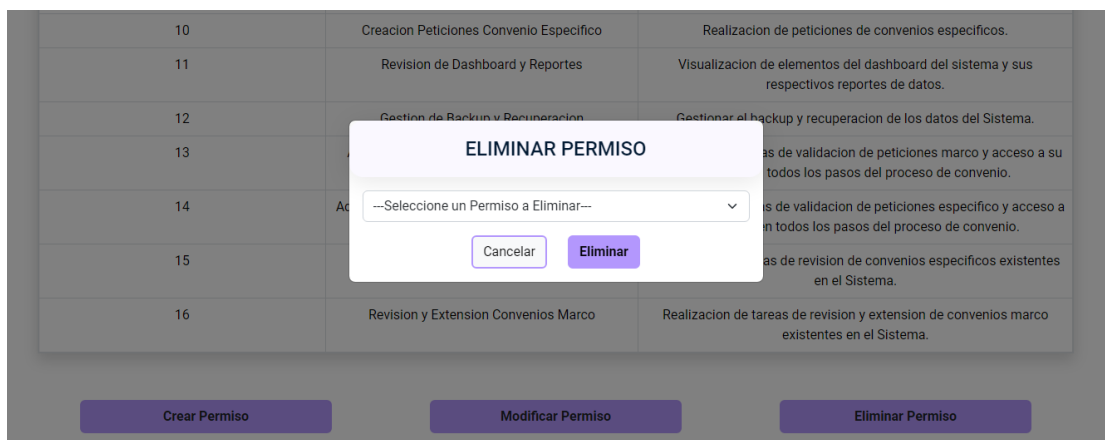 10 Creacion Peticiones Convenio Especifico Realizacion de peticiones de convenios especificos.
11 Revision de Dashboard y Reportes Visualizacion de elementos del dashboard del sistema y sus
respectivos reportes de datos.
12 Gestion de Backup y Recuperacion Gestionar el backup y recuperacion de los datos del Sistema.
ELIMINAR PERMISO
13 de validacion de peticiones marco y acceso a su
todos los pasos del proceso de convenio.
---Seleccione un Permiso a Eliminar---
14 de validacion de peticiones especifico y acceso a
todos los pasos del proceso de convenio.
Cancelar Eliminar
15 de revision de convenios especificos existentes
en el Sistema.
16 Revision y Extension Convenios Marco Realizacion de tareas de revision y extension de convenios marco
existentes en el Sistema.
Crear Permiso Modificar Permiso Eliminar Permiso